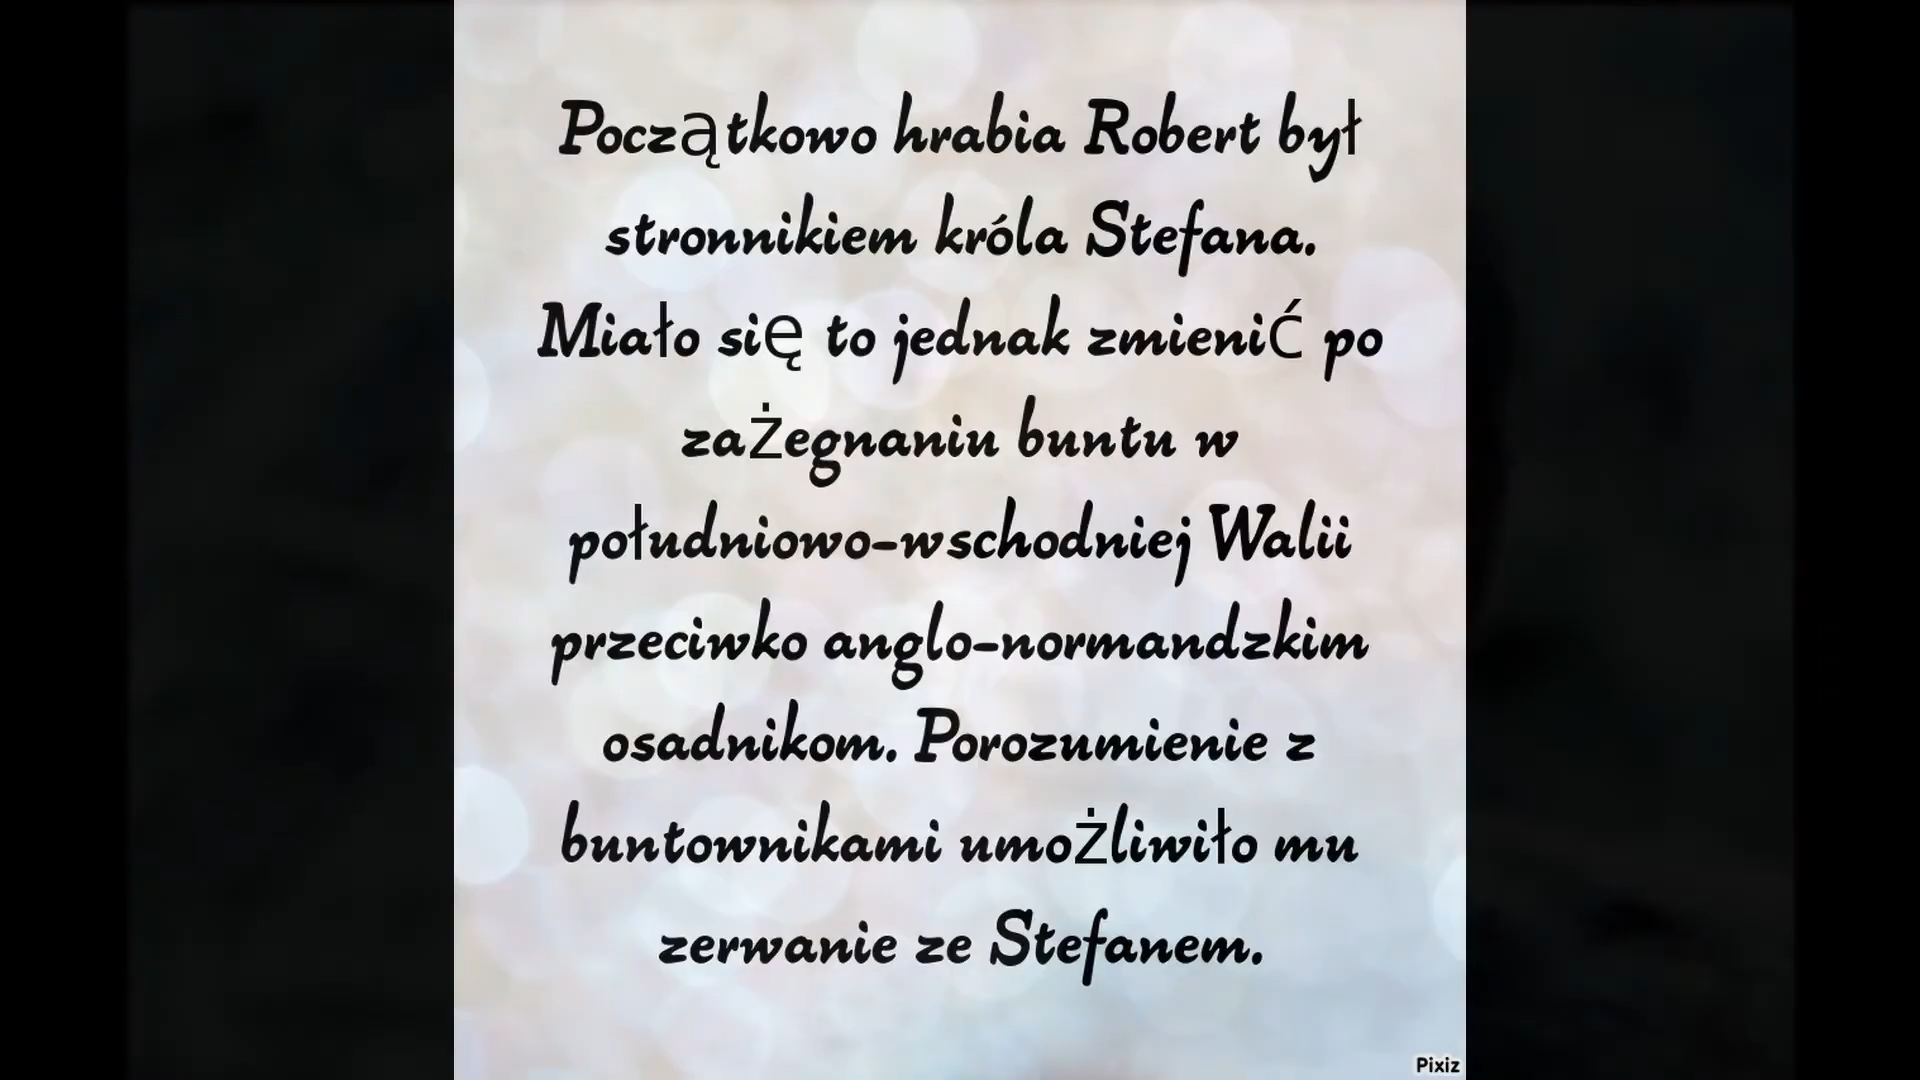 Początkowo hrabia Robert był
stronnikiem króla Stefana.
Miało się to jednak zmienić po
zażegnaniu buntu w
południowo-wschodniej Walii
przeciwko anglo-normandzkim
osadnikom. Porozumienie z
buntownikami umożliwiło mu
zerwanie ze Stefanem.
Pixiz